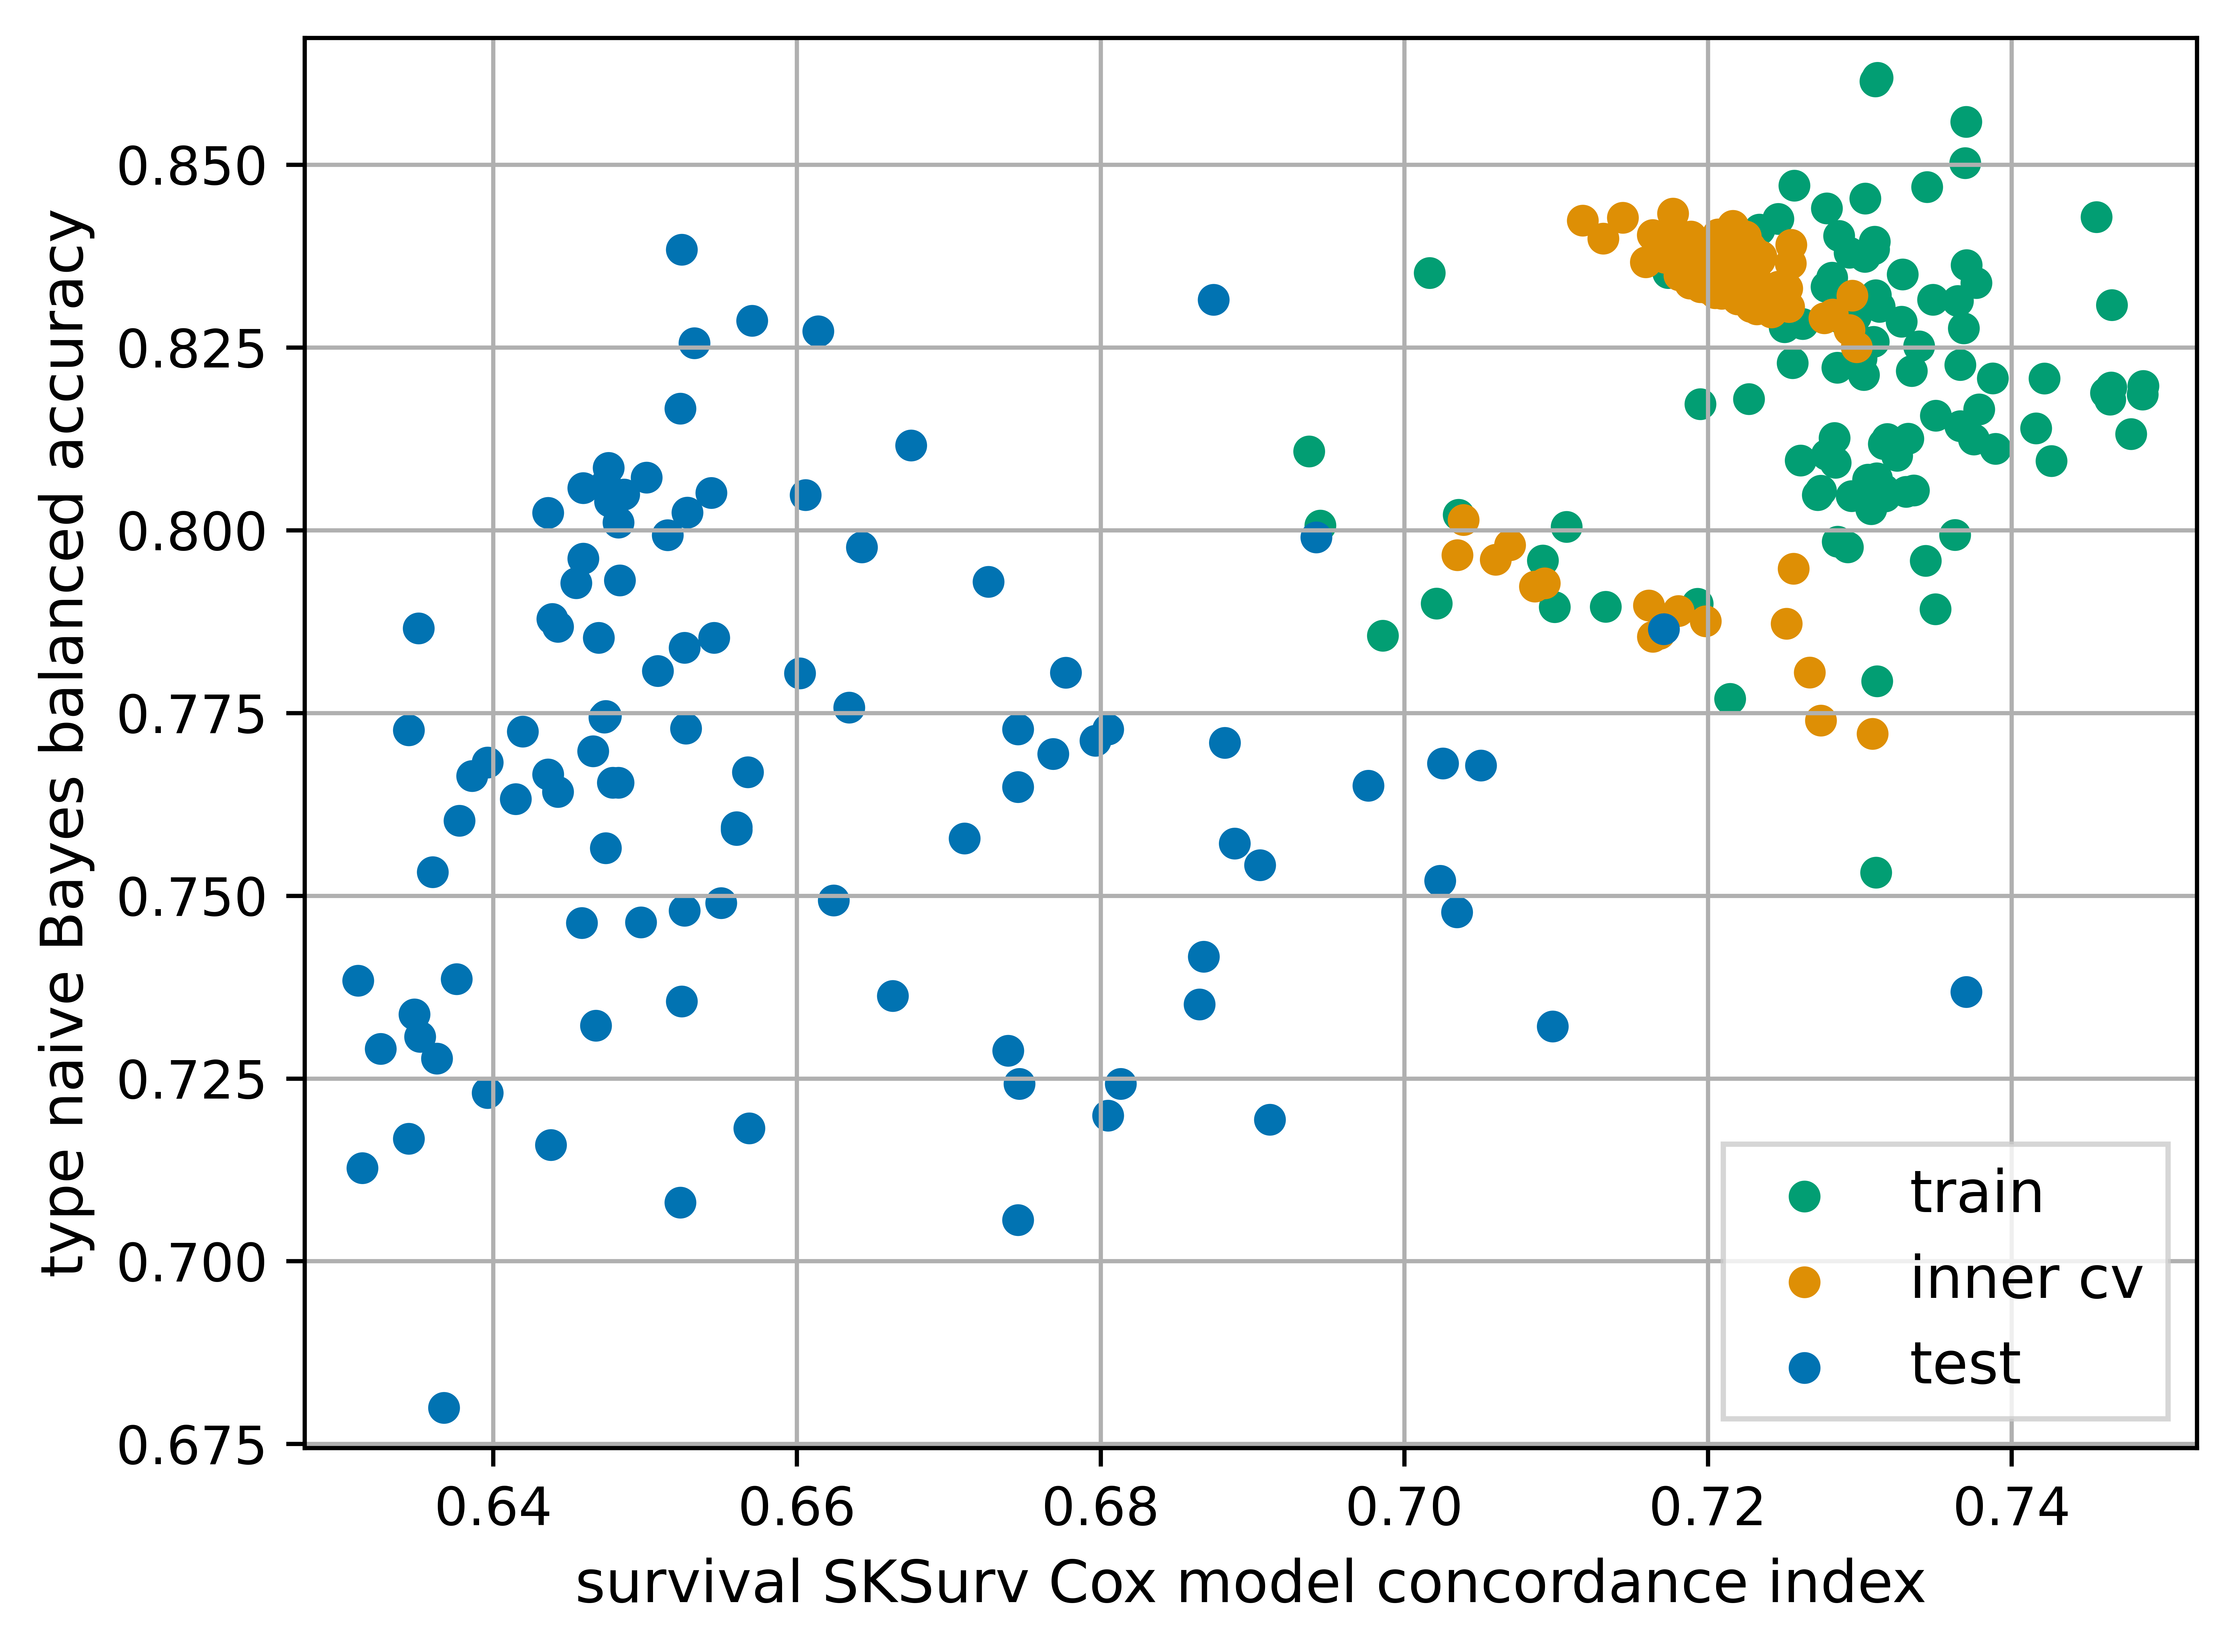 type naive Bayes balanced accuracy
0.850
0.825
0.800
0.775
0.750
0.725
0.700
0.675
0.64 0.66 0.68 0.70 0.72 0.74
survival SKSurv Cox model concordance index
train
inner cv
test